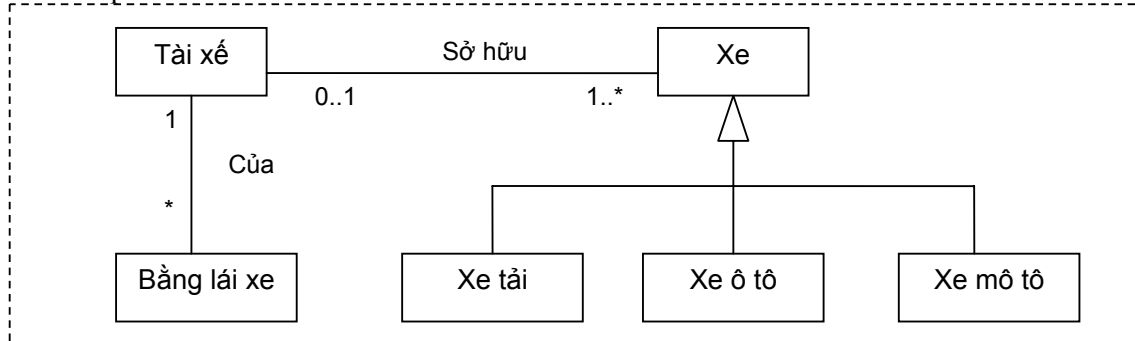 Tài xế
Sở hữu
Xe
0..1
1..*
1
Của
*
Bằng lái xe
Xe tải
Xe ô tô
Xe mô tô